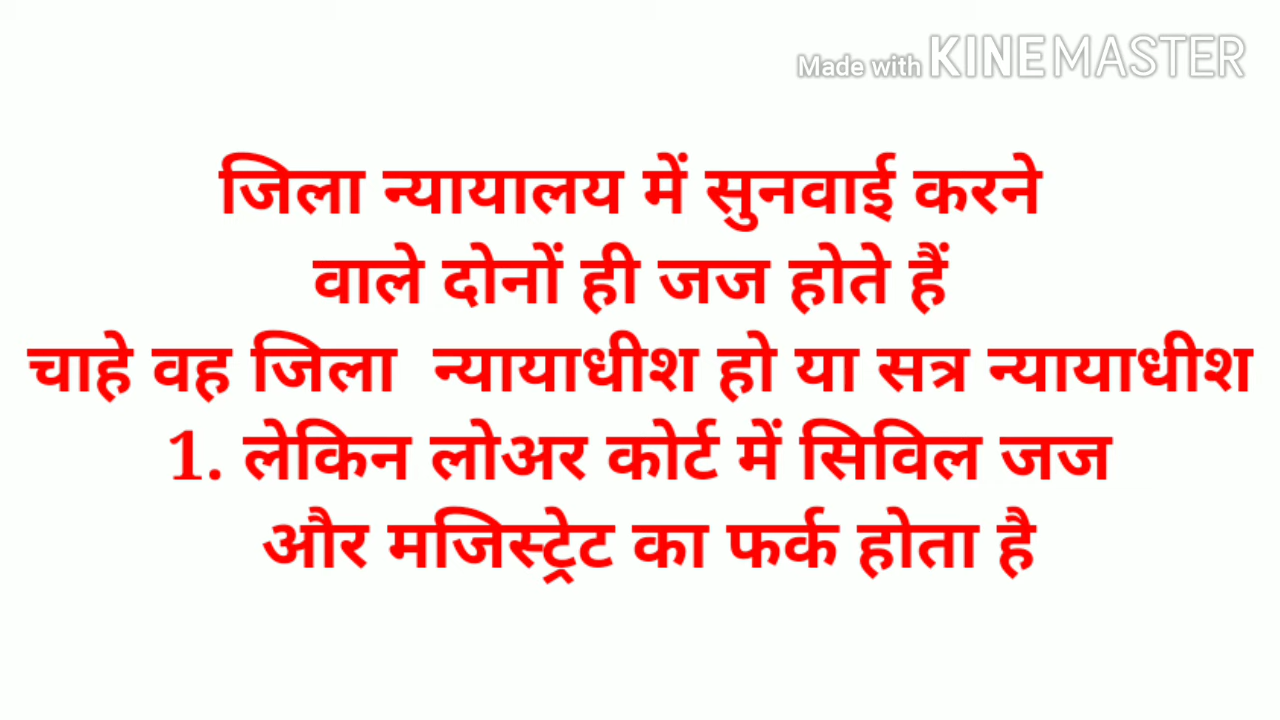 Made with KINEMASTER
जिला न्यायालय में सुनवाई करने
वाले दोनों ही जज होते हैं
चाहे वह जिला न्यायाधीश हो या सत्र न्यायाधीश
1. लेकिन लोअर कोर्ट में सिविल जज
और मजिस्ट्रेट का फर्क होता है